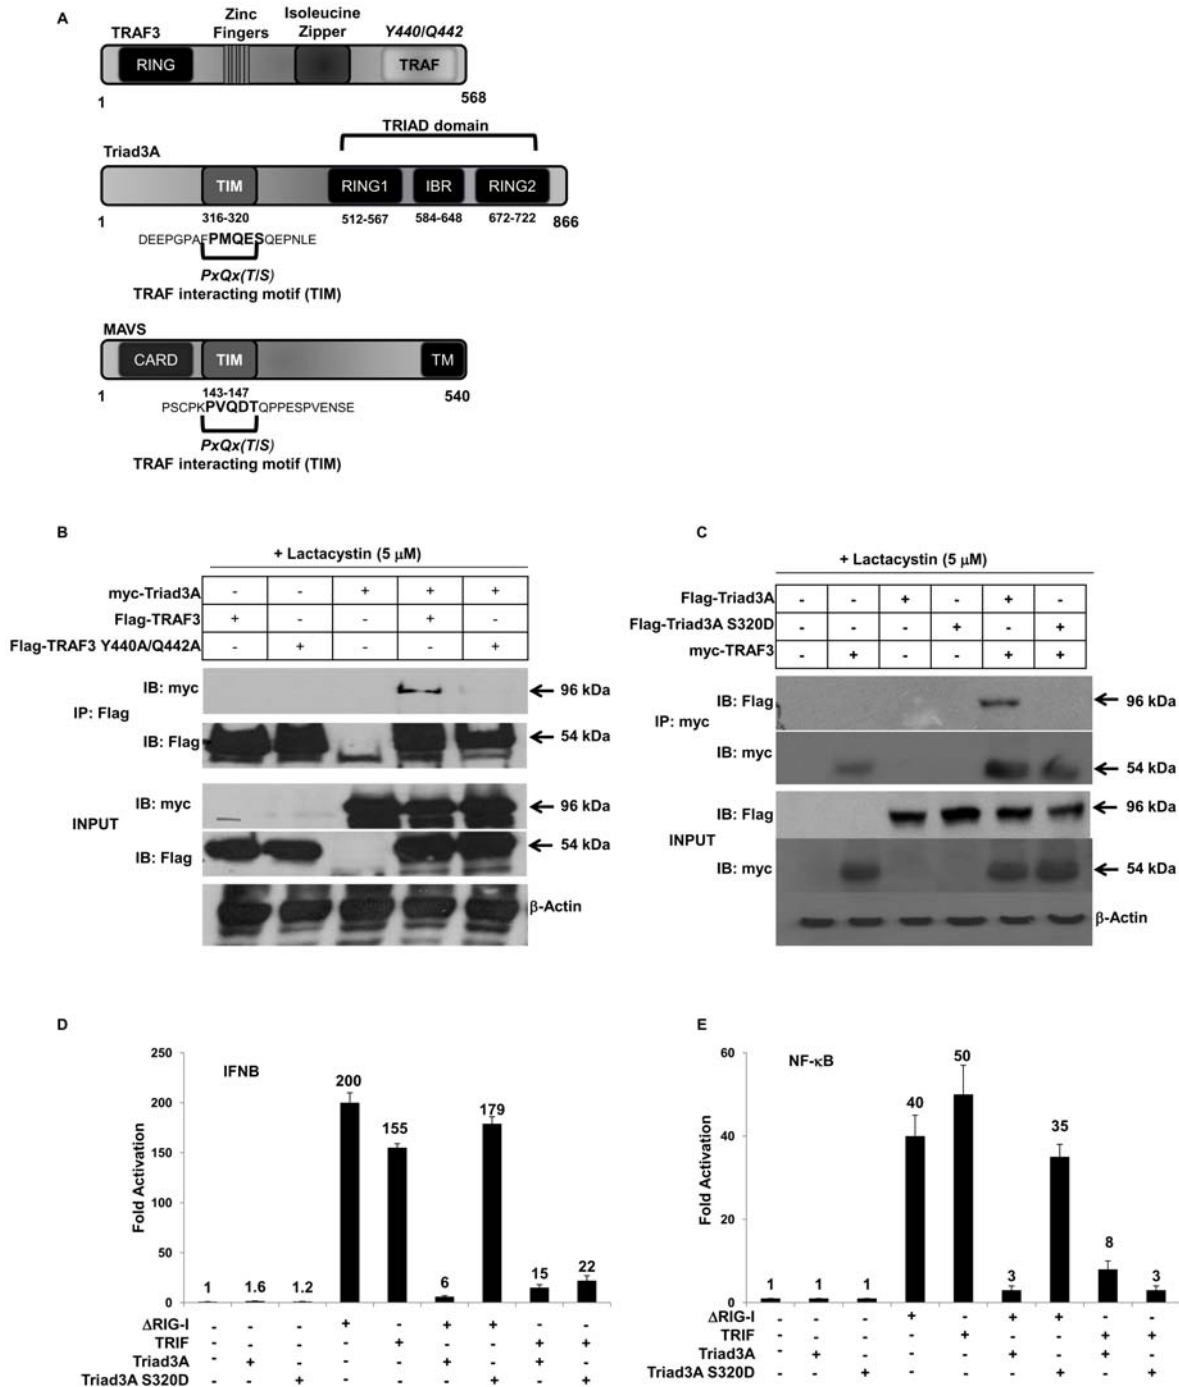 A
TRAF3
Zinc
Fingers
Isoleucine
Zipper
Y440/Q442
RING
TRAF
1
568
TRIAD domain
Triad3A
TIM
RING1
IBR
RING2
1
316-320
512-567
584-648
672-722
866
DEEPGPAFPMQESQEPNLE
PxQx(T/S)
TRAF interacting motif (TIM)
MAVS
CARD
TIM
TM
1
143-147
540
PSCPKPVQDTQPPESPVENSE
PxQx(T/S)
TRAF interacting motif (TIM)
B
+ Lactacystin (5 μM)
myc-Triad3A - - + + +
Flag-TRAF3 + - - + -
Flag-TRAF3 Y440A/Q442A - + - - +
IP: Flag
IB: myc
96 kDa
IB: Flag
54 kDa
INPUT
IB: myc
96 kDa
IB: Flag
54 kDa
β-Actin
C
+ Lactacystin (5 μM)
Flag-Triad3A - - + - + -
Flag-Triad3A S320D - - - + - +
myc-TRAF3 - + - - + +
IP: myc
IB: Flag
96 kDa
IB: myc
54 kDa
INPUT
IB: Flag
96 kDa
IB: myc
54 kDa
β-Actin
D
IFNB
Fold Activation
250
200
150
100
50
0
1
1.6
1.2
200
155
6
179
15
22
ΔRIG-I - - - + - + + - -
TRIF - - - - + - - + +
Triad3A - + - - - + - + -
Triad3A S320D - - + - - - + - +
E
NF-κB
Fold Activation
60
40
20
0
1
1
1
40
50
3
35
8
3
ΔRIG-I - - - + - + + - -
TRIF - - - - + - - + +
Triad3A - + - - - + - + -
Triad3A S320D - - + - - - + - +